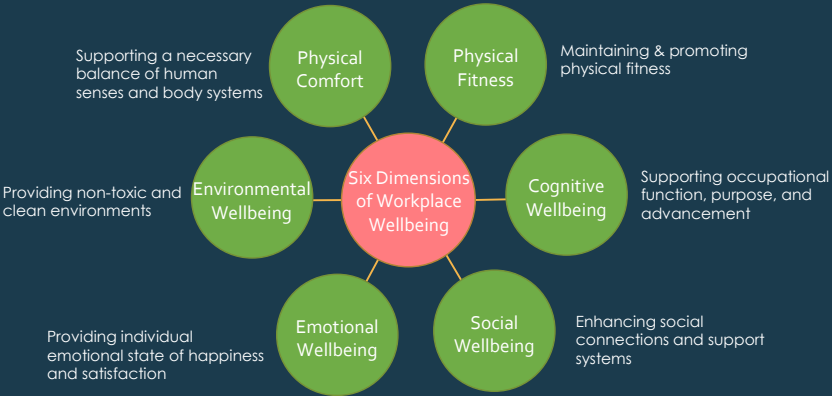 Supporting a necessary
balance of human
senses and body systems
Physical
Comfort
Physical
Fitness
Maintaining & promoting
physical fitness
Providing non-toxic and
clean environments
Environmental
Wellbeing
Six Dimensions
of Workplace
Wellbeing
Cognitive
Wellbeing
Supporting occupational
function, purpose, and
advancement
Providing individual
emotional state of happiness
and satisfaction
Emotional
Wellbeing
Social
Wellbeing
Enhancing social
connections and support
systems